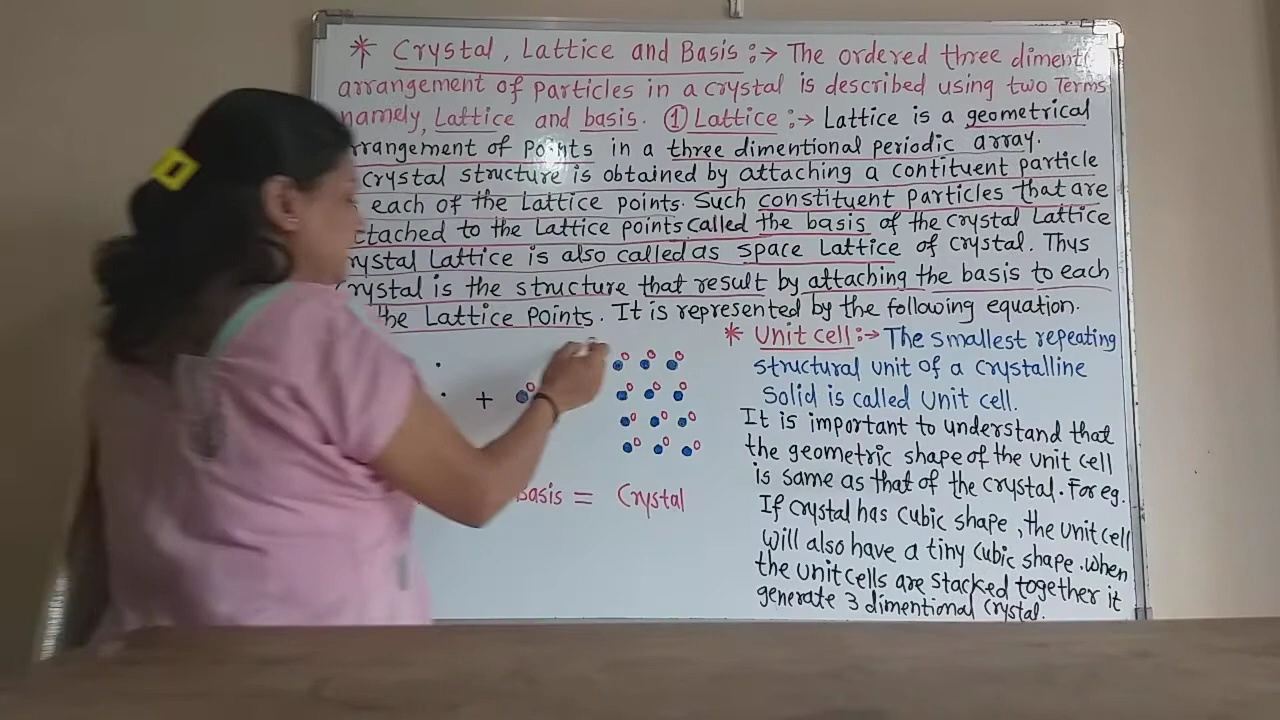 * Crystal, Lattice and Basis :→ The ordered three diment
arrangement of particles in a crystal is described using two Terms
namely, Lattice and basis. ① Lattice :→ Lattice is a geometrical
rrangement of points in a three dimentional periodic array.
crystal structure is obtained by attaching a contituent particle
each of the Lattice points. Such constituent particles that are
ttached to the Lattice points called the basis of the crystal Lattice
rystal Lattice is also called as space Lattice of crystal. Thus
crystal is the structure that result by attaching the basis to each
the Lattice points. It is represented by the following equation.
+
Basis = Crystal
* Unit cell :→ The smallest repeating
structural unit of a crystalline
Solid is called Unit cell.
It is important to understand that
the geometric shape of the unit cell
is same as that of the crystal. For eg.
If crystal has cubic shape, the unit cell
will also have a tiny cubic shape. When
the unit cells are stacked together it
generate 3 dimentional crystal.